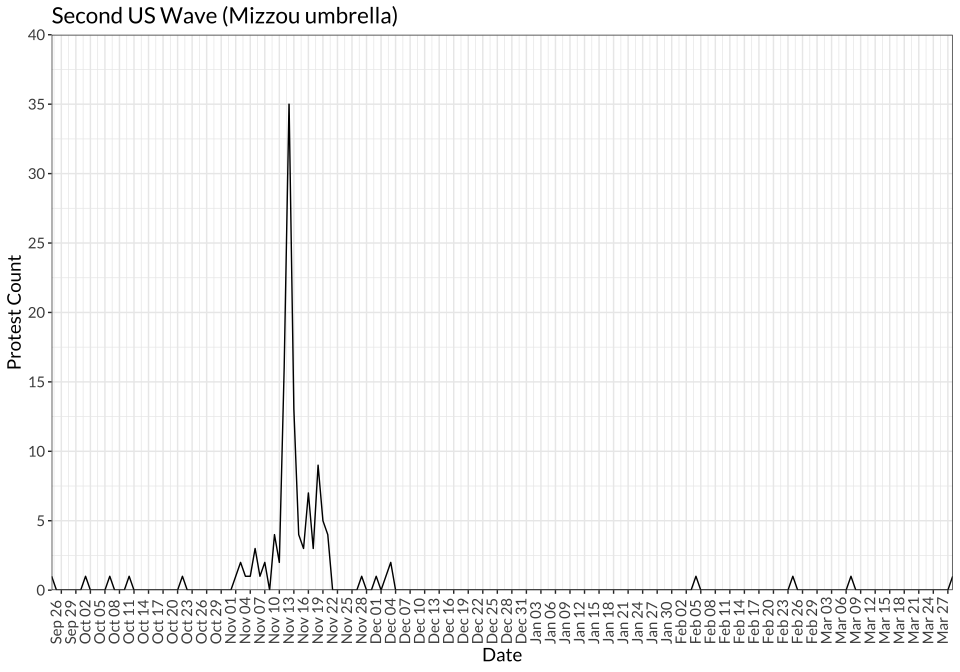 Second US Wave (Mizzou umbrella)
40
35
30
25
20
15
10
5
0
Protest Count
Sep 26
Sep 29
Oct 02
Oct 05
Oct 08
Oct 11
Oct 14
Oct 17
Oct 20
Oct 23
Oct 26
Oct 29
Nov 01
Nov 04
Nov 07
Nov 10
Nov 13
Nov 16
Nov 19
Nov 22
Nov 25
Nov 28
Dec 01
Dec 04
Dec 07
Dec 10
Dec 13
Dec 16
Dec 19
Dec 22
Dec 25
Dec 28
Dec 31
Jan 03
Jan 06
Jan 09
Jan 12
Jan 15
Jan 18
Jan 21
Jan 24
Jan 27
Jan 30
Feb 02
Feb 05
Feb 08
Feb 11
Feb 14
Feb 17
Feb 20
Feb 23
Feb 26
Feb 29
Mar 03
Mar 06
Mar 09
Mar 12
Mar 15
Mar 18
Mar 21
Mar 24
Mar 27
Date